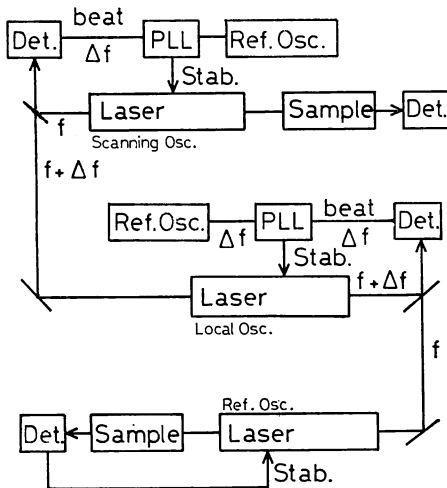 beat
Det. Δf PLL Ref. Osc.
Stab.
f Laser Sample Det.
Scanning Osc.
f + Δf
Ref. Osc. Δf PLL beat Δf Det.
Stab.
Laser f + Δf
Local Osc.
f
Ref. Osc.
Det. Sample Laser
Stab.